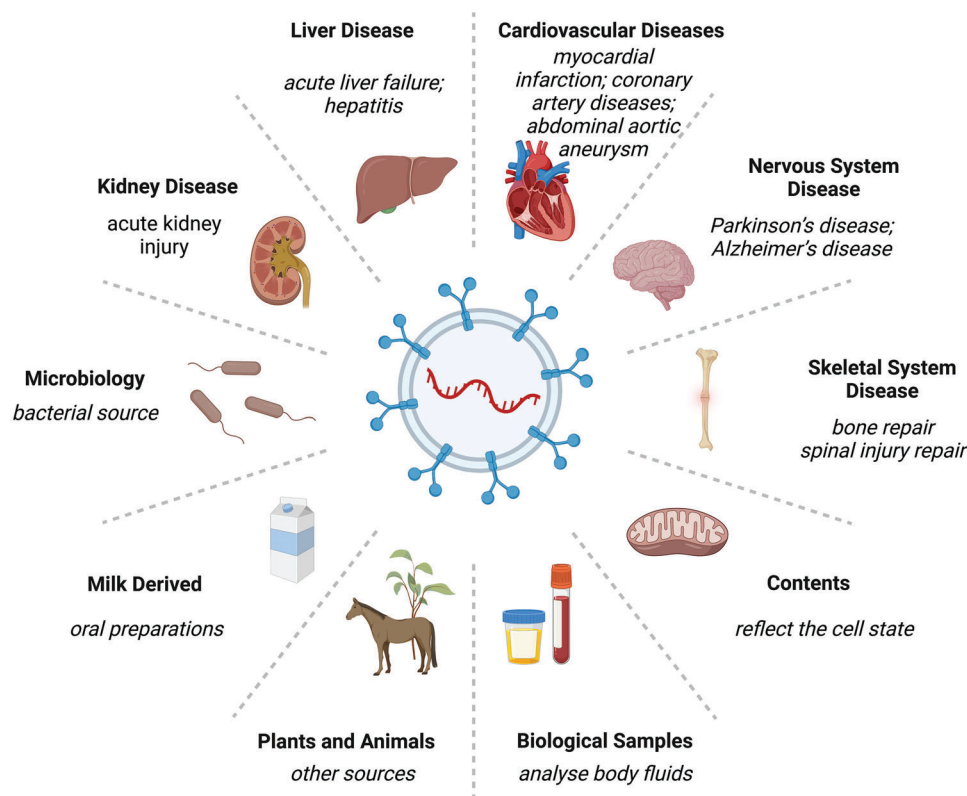 Liver Disease
acute liver failure;
hepatitis
Cardiovascular Diseases
myocardial
infarction; coronary
artery diseases;
abdominal aortic
aneurysm
Nervous System
Disease
Parkinson's disease;
Alzheimer's disease
Skeletal System
Disease
bone repair
spinal injury repair
Contents
reflect the cell state
Biological Samples
analyse body fluids
Plants and Animals
other sources
Milk Derived
oral preparations
Microbiology
bacterial source
Kidney Disease
acute kidney
injury